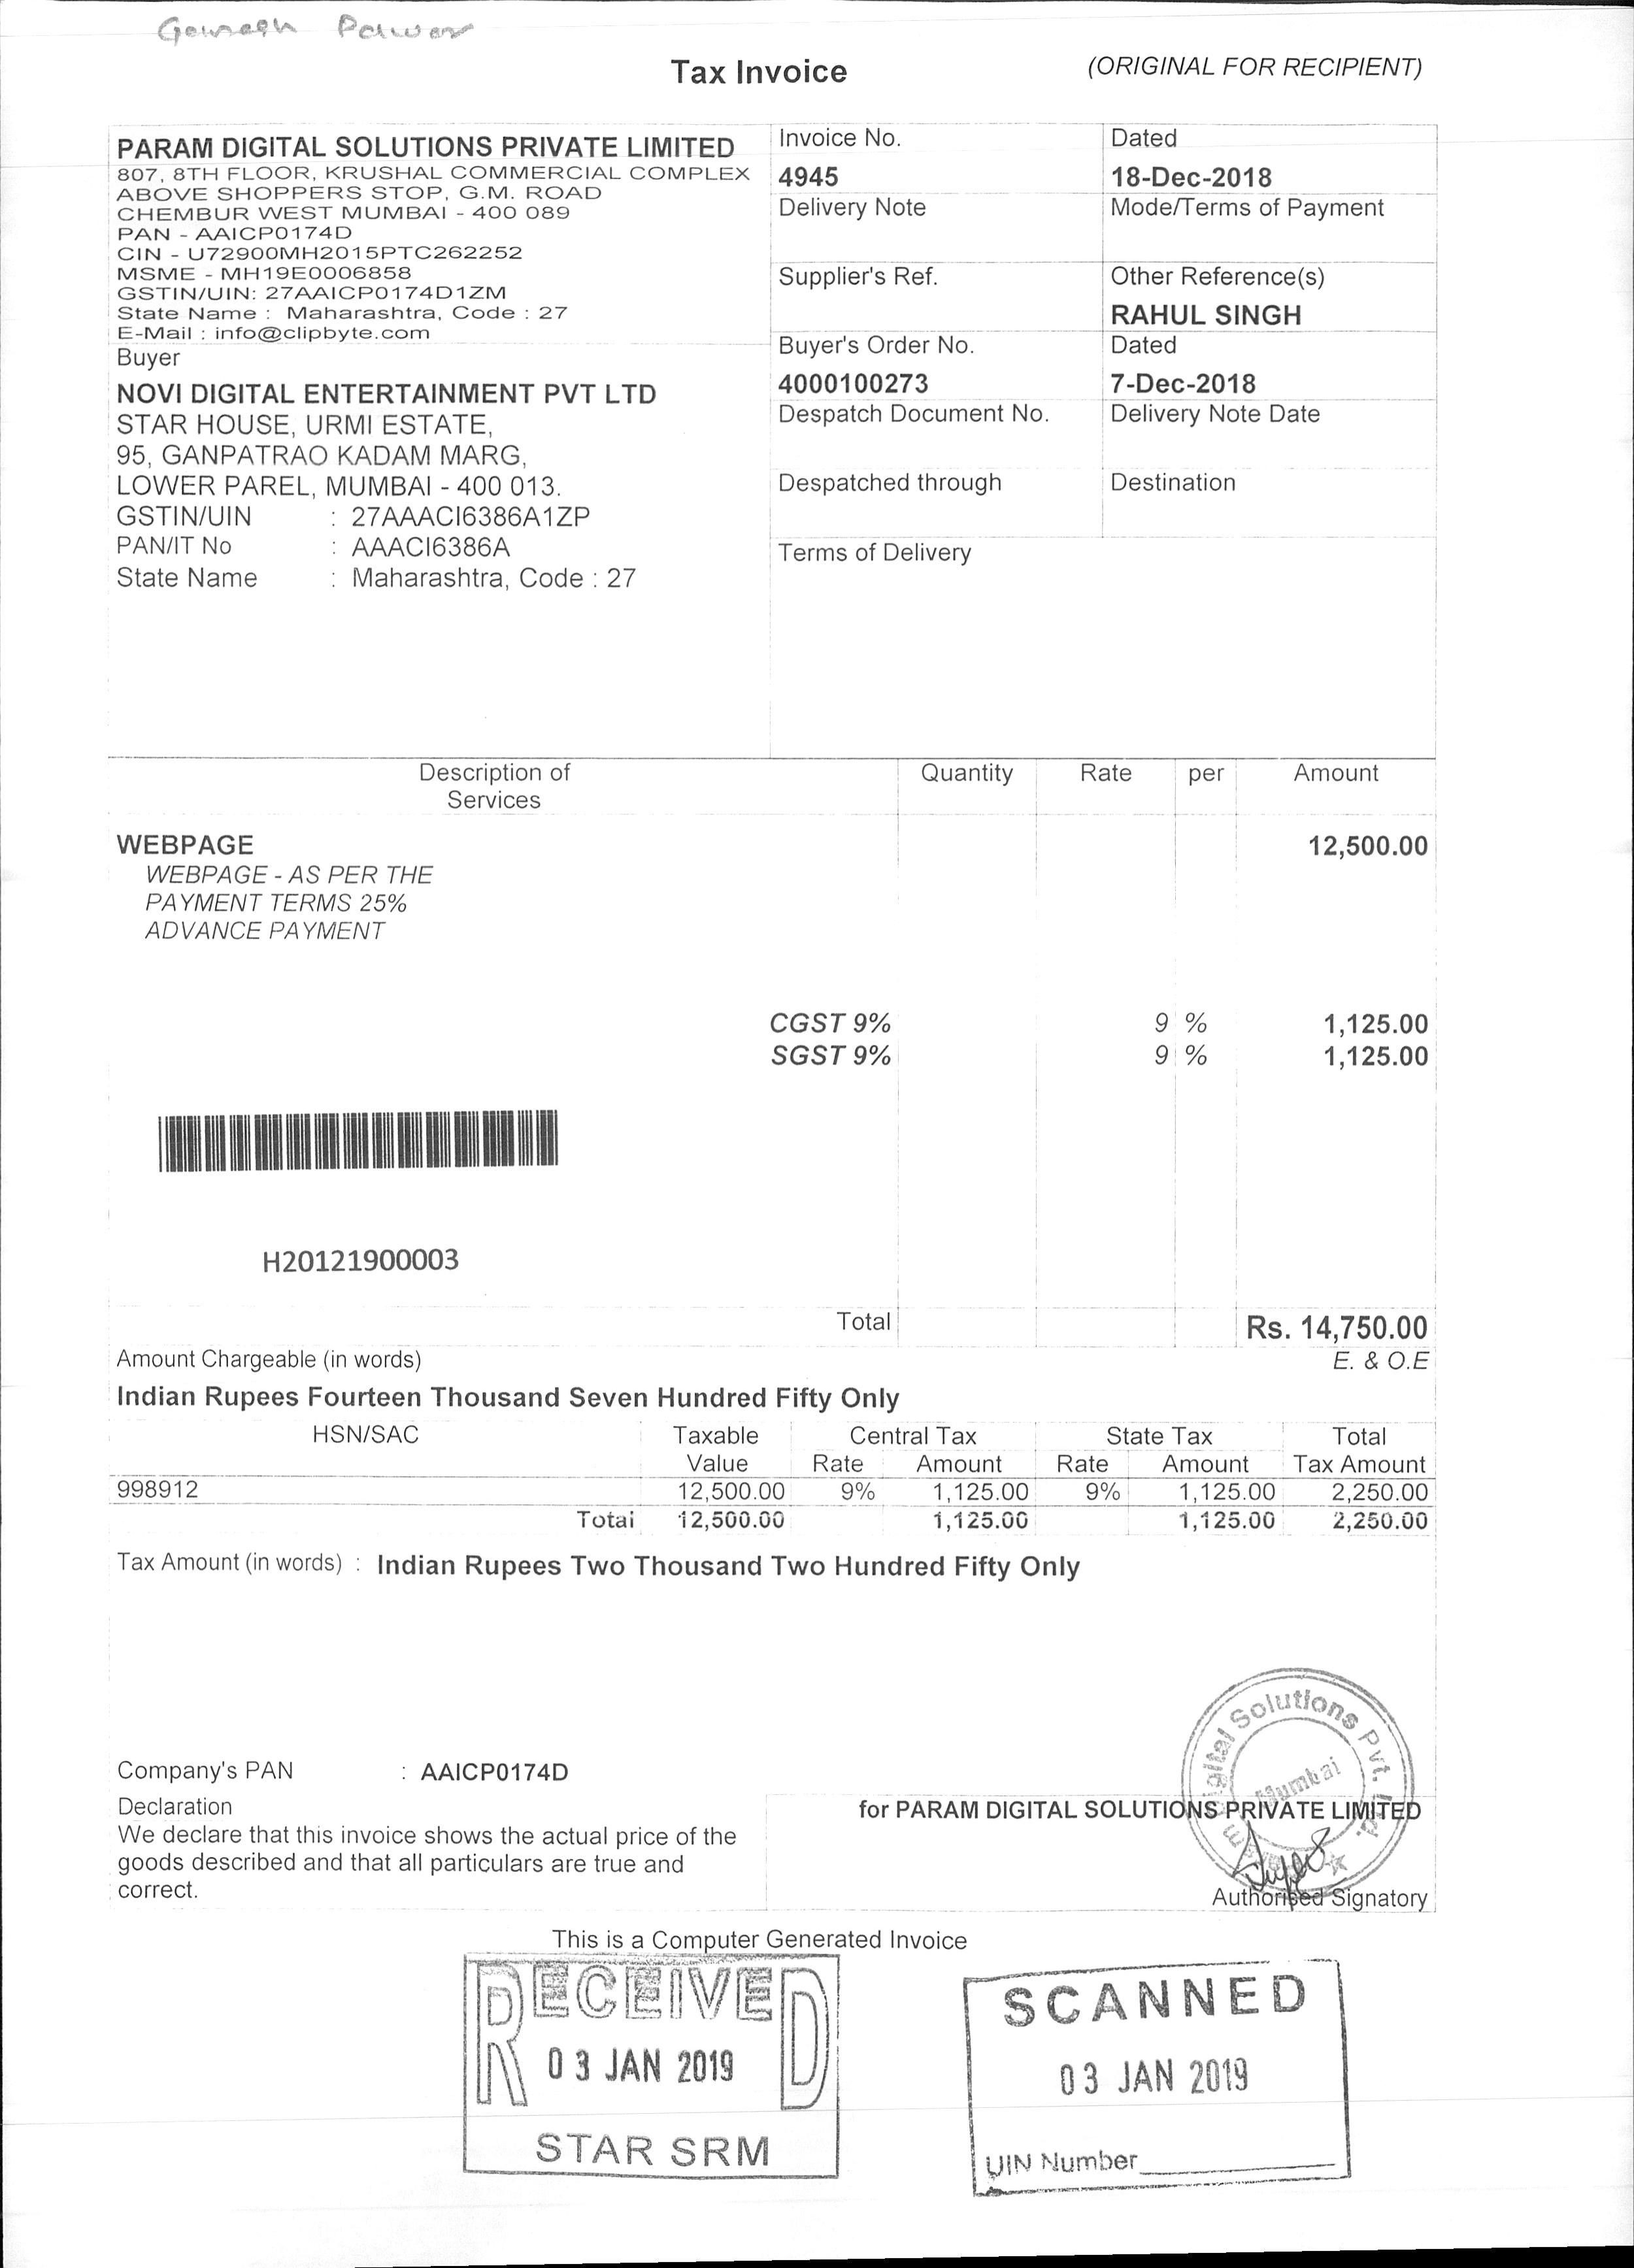 Ganesh Pawar
Tax Invoice
(ORIGINAL FOR RECIPIENT)
PARAM DIGITAL SOLUTIONS PRIVATE LIMITED
807, 8TH FLOOR, KRUSHAL COMMERCIAL COMPLEX
ABOVE SHOPPERS STOP, G.M. ROAD
CHEMBUR WEST MUMBAI - 400 089
PAN - AAICP0174D
CIN - U72900MH2015PTC262252
MSME - MH19E0006858
GSTIN/UIN: 27AAICP0174D1ZM
State Name : Maharashtra, Code : 27
E-Mail : info@clipbyte.com
Buyer
NOVI DIGITAL ENTERTAINMENT PVT LTD
STAR HOUSE, URMI ESTATE,
95, GANPATRAO KADAM MARG,
LOWER PAREL, MUMBAI - 400 013.
GSTIN/UIN : 27AAACI6386A1ZP
PAN/IT No : AAACI6386A
State Name : Maharashtra, Code : 27
Invoice No. Dated
4945 18-Dec-2018
Delivery Note Mode/Terms of Payment
Supplier's Ref. Other Reference(s)
RAHUL SINGH
Buyer's Order No. Dated
4000100273 7-Dec-2018
Despatch Document No. Delivery Note Date
Despatched through Destination
Terms of Delivery
Description of Quantity Rate per Amount
Services
WEBPAGE 12,500.00
WEBPAGE - AS PER THE
PAYMENT TERMS 25%
ADVANCE PAYMENT
CGST 9% 9 % 1,125.00
SGST 9% 9 % 1,125.00
H20121900003
Total Rs. 14,750.00
Amount Chargeable (in words) E. & O.E
Indian Rupees Fourteen Thousand Seven Hundred Fifty Only
HSN/SAC Taxable Central Tax State Tax Total
Value Rate Amount Rate Amount Tax Amount
998912 12,500.00 9% 1,125.00 9% 1,125.00 2,250.00
Total 12,500.00 1,125.00 1,125.00 2,250.00
Tax Amount (in words) : Indian Rupees Two Thousand Two Hundred Fifty Only
Company's PAN : AAICP0174D
Declaration
We declare that this invoice shows the actual price of the
goods described and that all particulars are true and
correct.
Digital Solutions Pvt. Ltd.
Mumbai
for PARAM DIGITAL SOLUTIONS PRIVATE LIMITED
Authorised Signatory
This is a Computer Generated Invoice
RECEIVED
03 JAN 2019
STAR SRM
SCANNED
03 JAN 2019
UIN Number